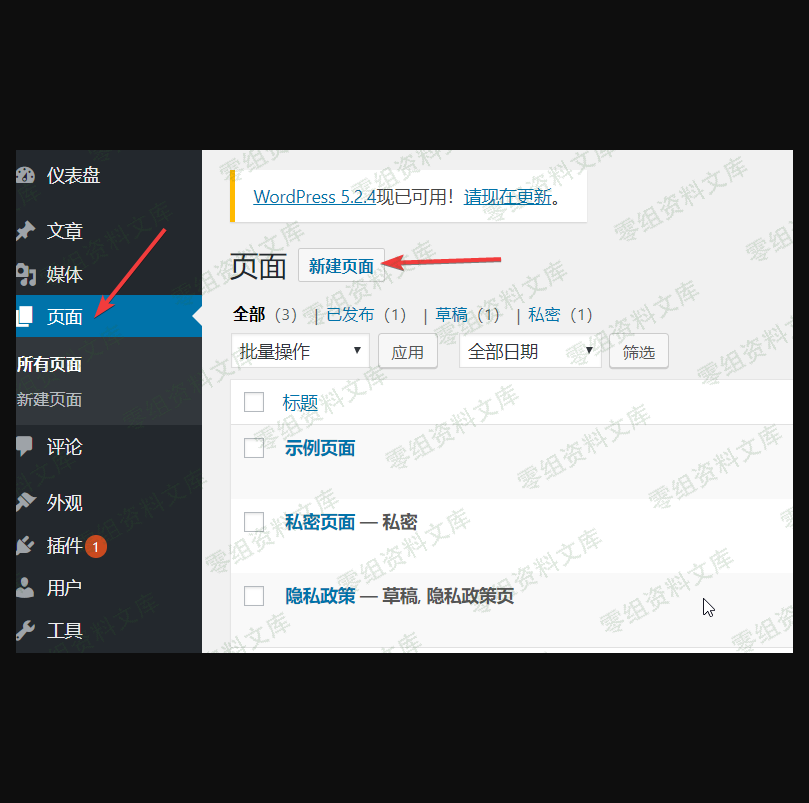 仪表盘
文章
媒体
页面
所有页面
新建页面
评论
外观
插件 1
用户
工具
WordPress 5.2.4现已可用！请现在更新。
页面 新建页面
全部 （3） | 已发布 （1） | 草稿 （1） | 私密 （1）
批量操作 应用 全部日期 筛选
标题
示例页面
私密页面 — 私密
隐私政策 — 草稿, 隐私政策页
零组资料文库